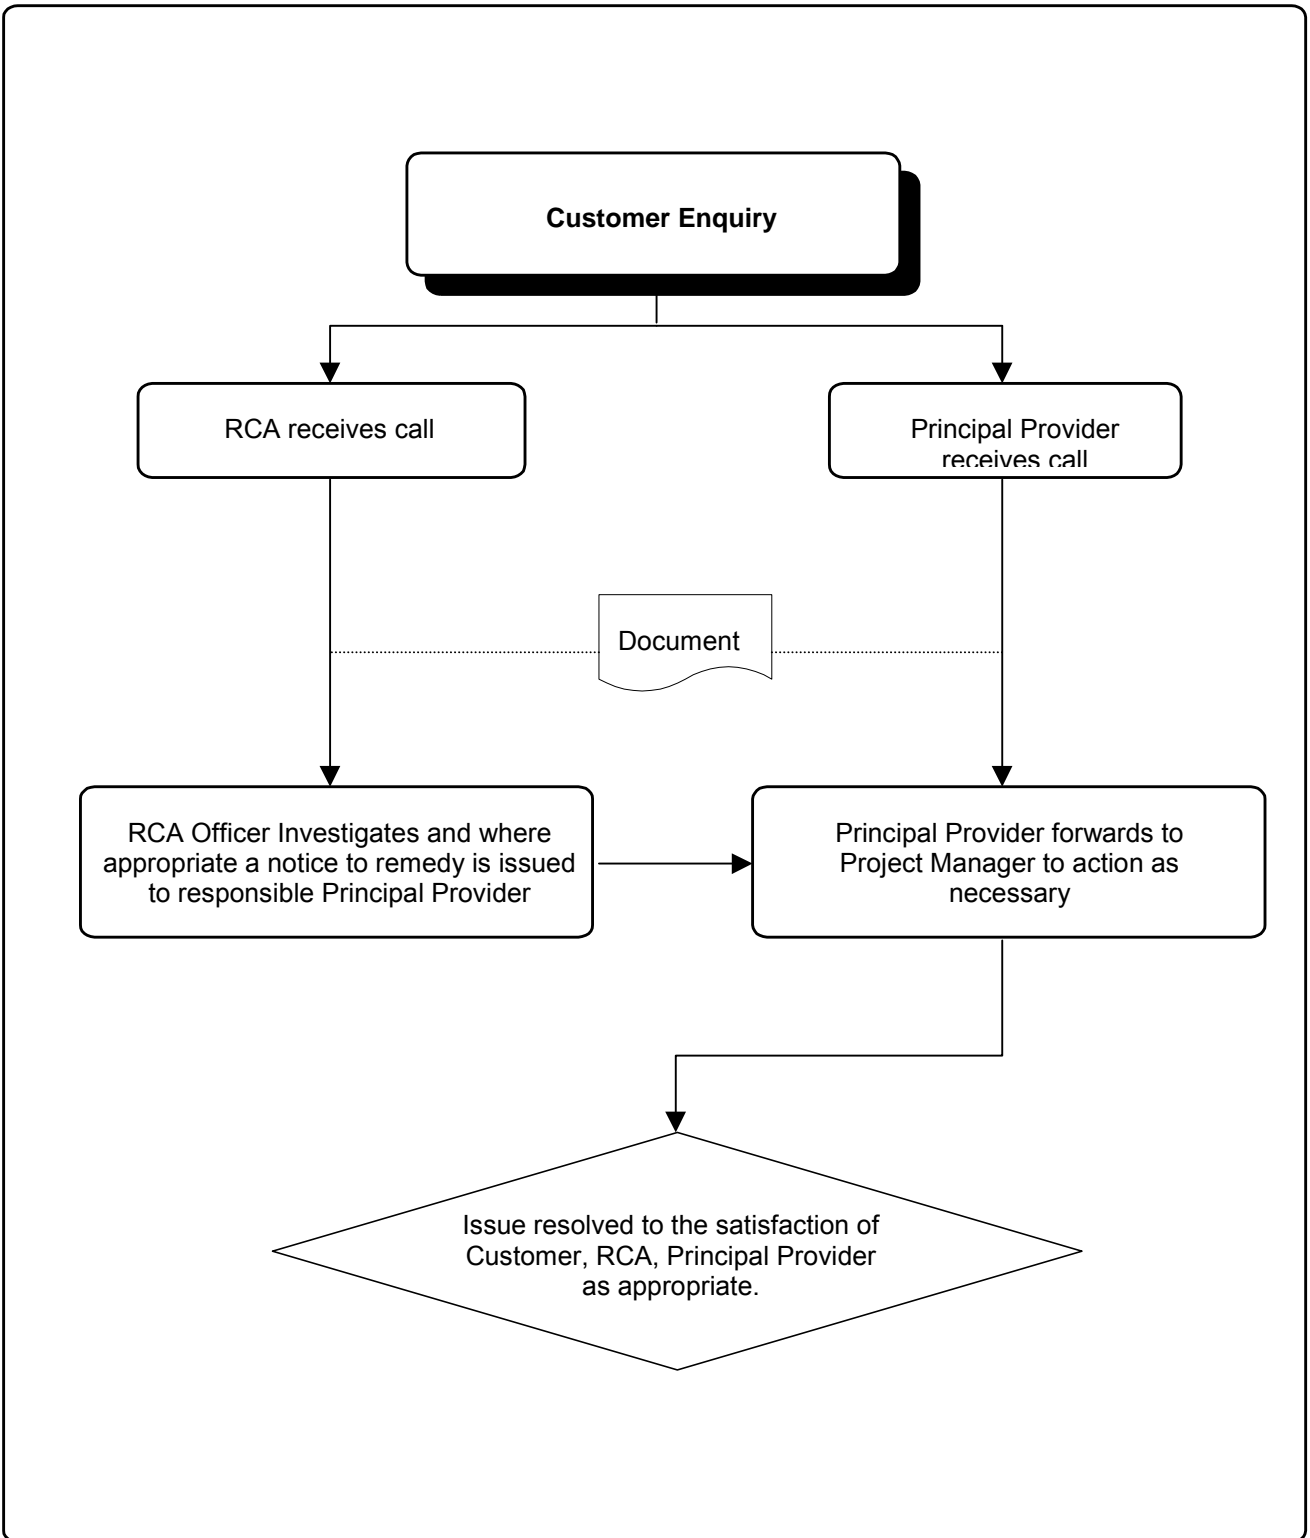 Customer Enquiry
RCA receives call
Principal Provider
receives call
Document
RCA Officer Investigates and where
appropriate a notice to remedy is issued
to responsible Principal Provider
Principal Provider forwards to
Project Manager to action as
necessary
Issue resolved to the satisfaction of
Customer, RCA, Principal Provider
as appropriate.